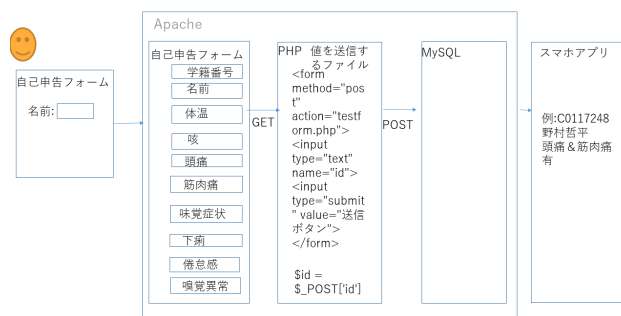 Apache
自己申告フォーム
名前:
自己申告フォーム
学籍番号
名前
体温
咳
頭痛
筋肉痛
味覚症状
下痢
倦怠感
嗅覚異常
GET
PHP 値を送信す
るファイル
<form
method="pos
t"
action="testf
orm.php">
<input
type="text"
name="id">
<input
type="submit
" value="送信
ボタン">
</form>
$id =
$_POST['id']
POST
MySQL
スマホアプリ
例:C0117248
野村哲平
頭痛＆筋肉痛
有